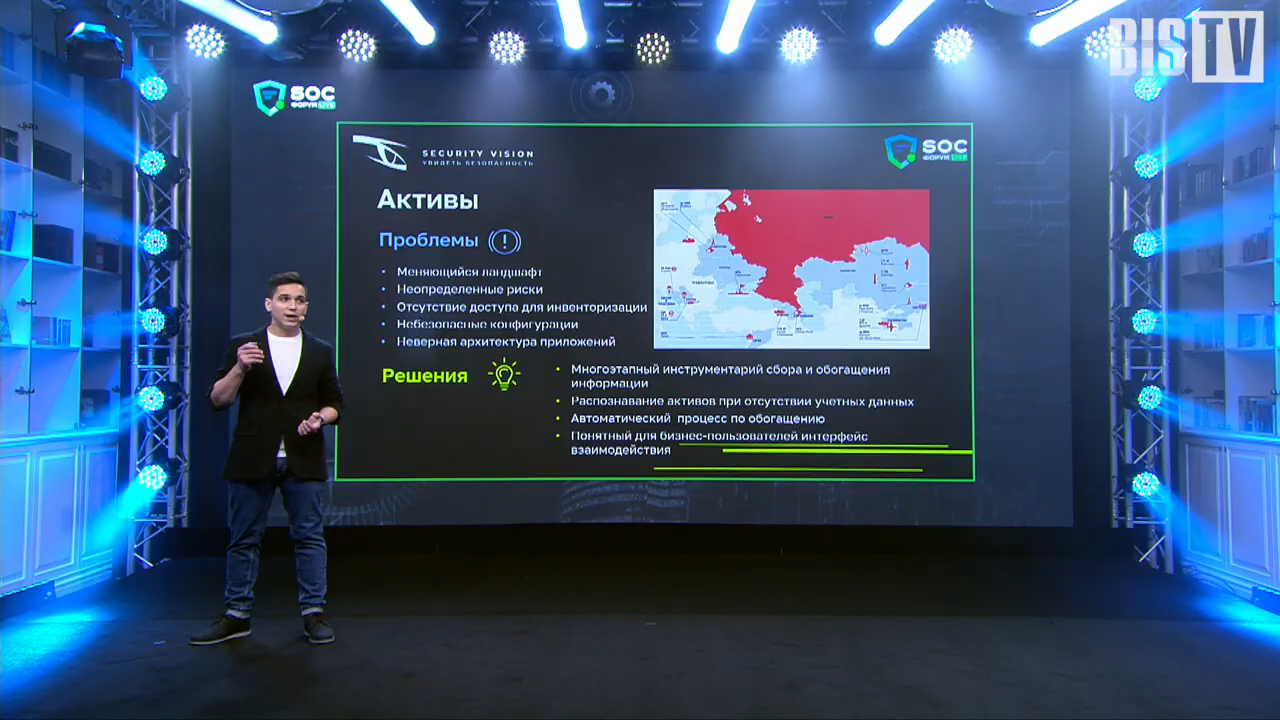 BIS TV
SOC
ФОРУМ LIVE
SECURITY VISION
УВИДЕТЬ БЕЗОПАСНОСТЬ
SOC
ФОРУМ LIVE
Активы
Проблемы
• Меняющийся ландшафт
• Неопределенные риски
• Отсутствие доступа для инвенторизации
• Небезопасные конфигурации
• Неверная архитектура приложений
Решения
• Многоэтапный инструментарий сбора и обогащения
информации
• Распознавание активов при отсутствии учетных данных
• Автоматический процесс по обогащению
• Понятный для бизнес-пользователей интерфейс
взаимодействия